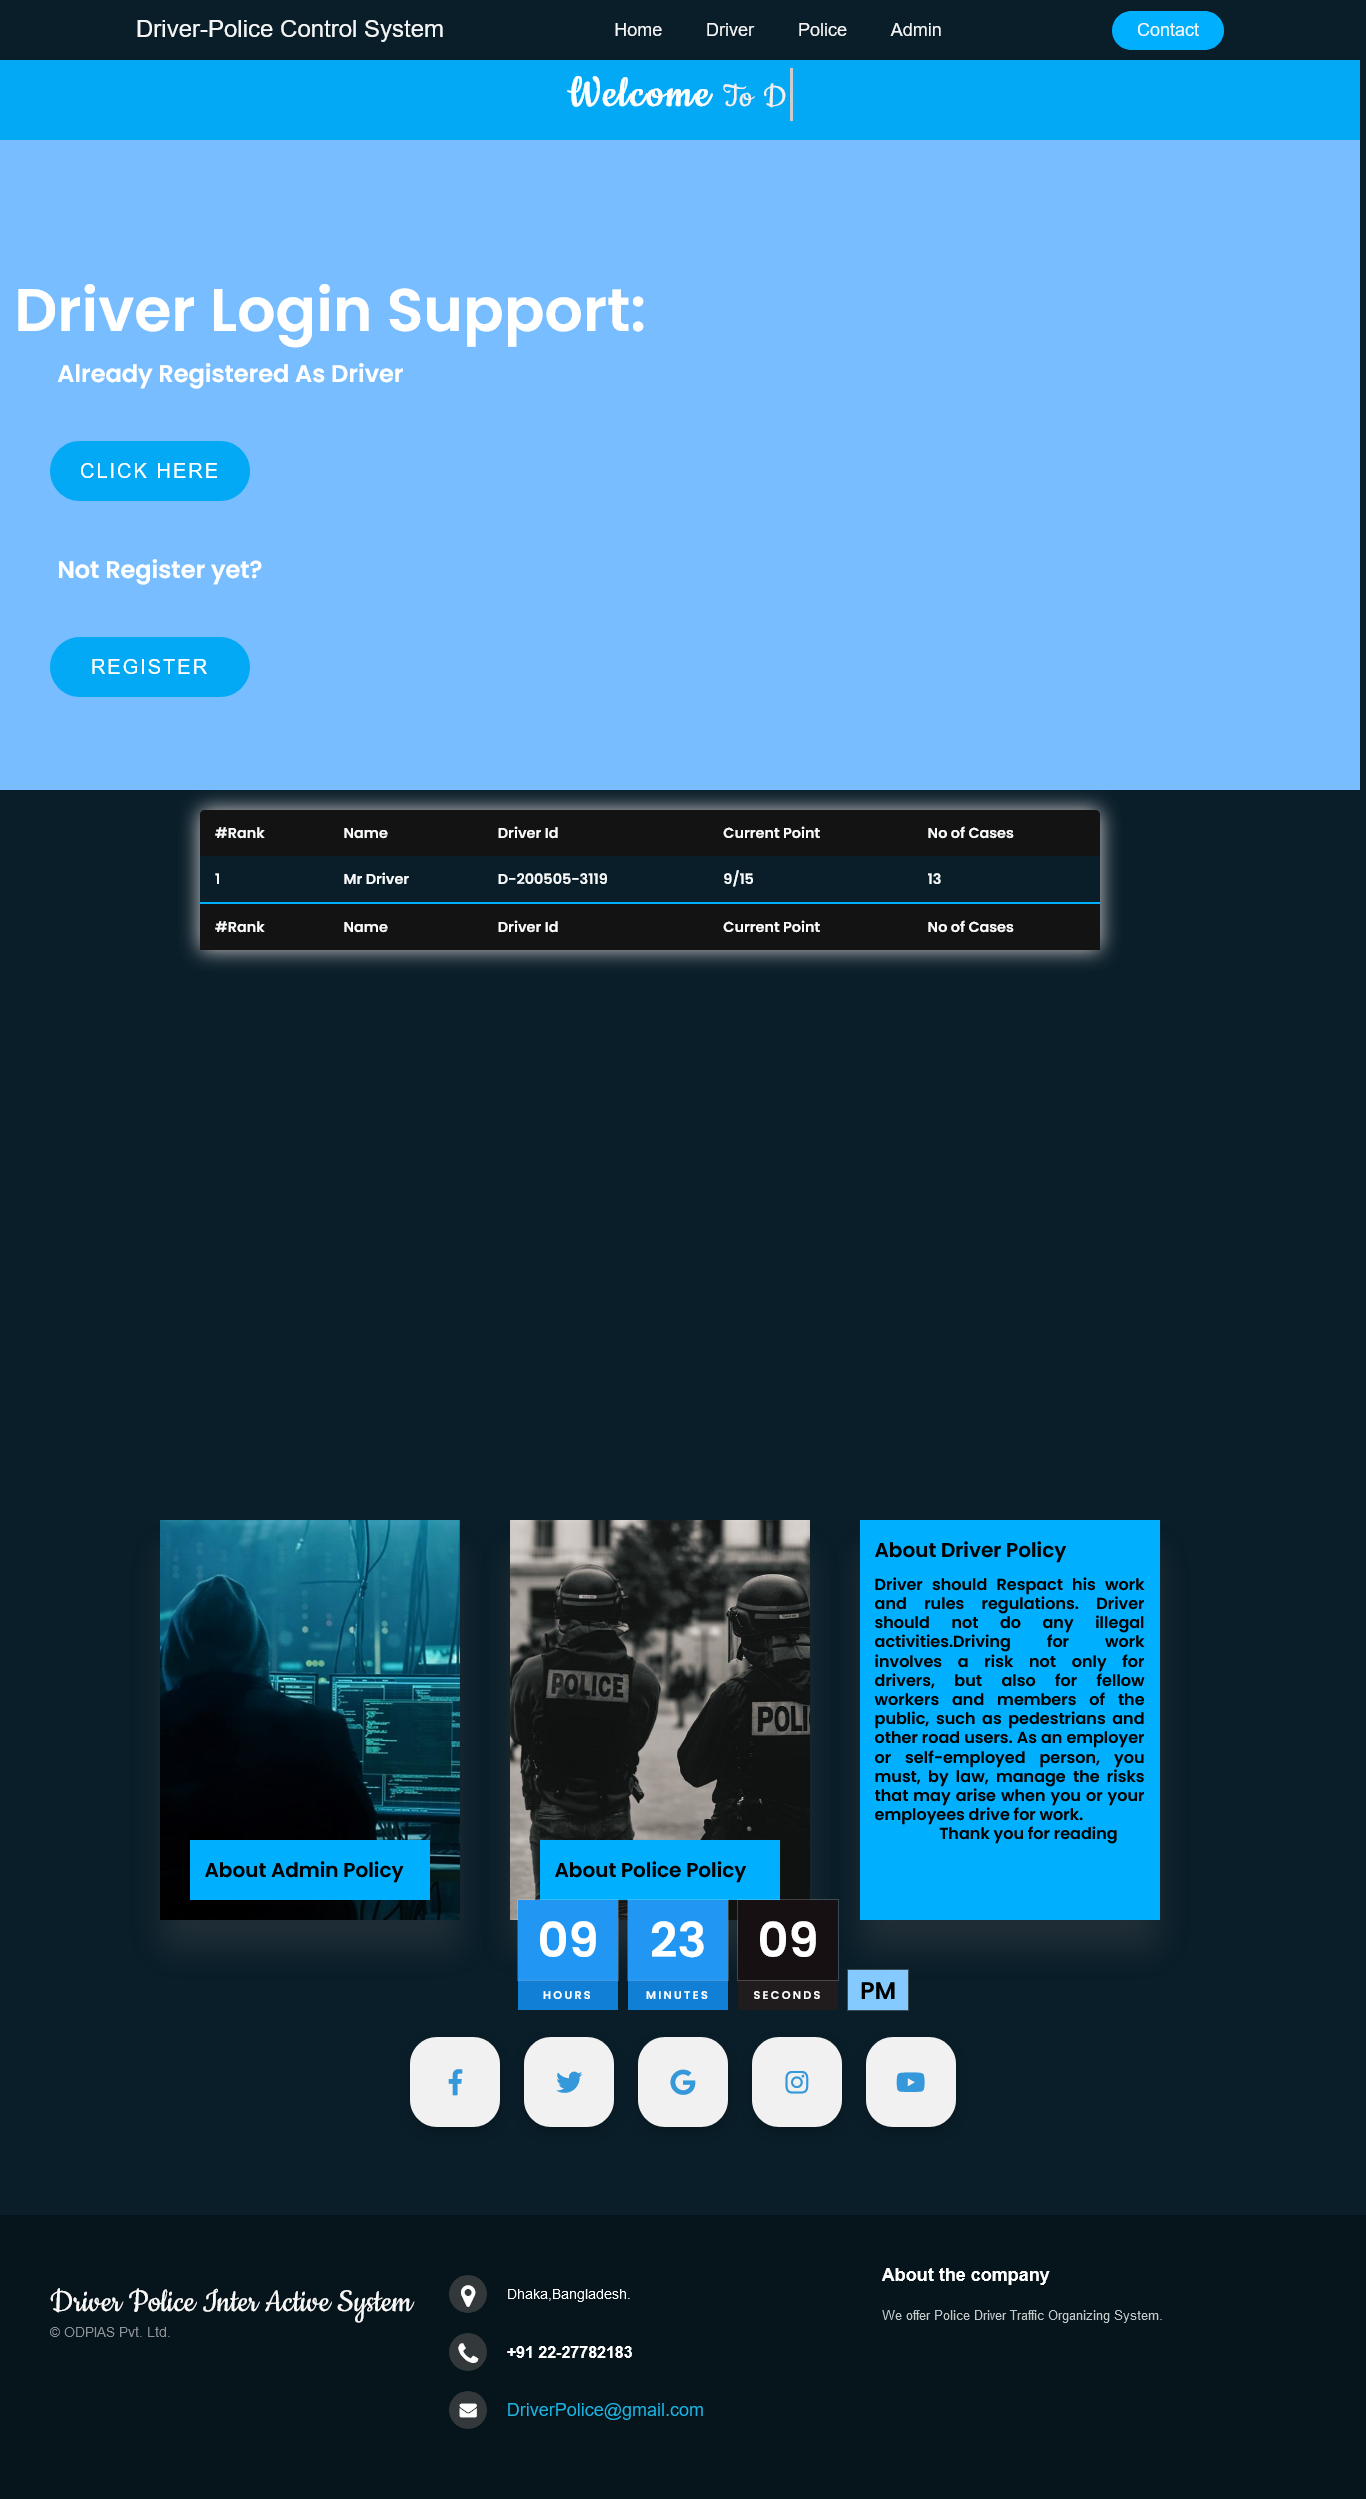 Driver-Police Control System
Home Driver Police Admin
Contact
Welcome To D
Driver Login Support:
Already Registered As Driver
CLICK HERE
Not Register yet?
REGISTER
#Rank Name Driver Id Current Point No of Cases
1 Mr Driver D-200505-3119 9/15 13
#Rank Name Driver Id Current Point No of Cases
POLICE
POLI
About Admin Policy
About Police Policy
About Driver Policy
Driver should Respact his work
and rules regulations. Driver
should not do any illegal
activities.Driving for work
involves a risk not only for
drivers, but also for fellow
workers and members of the
public, such as pedestrians and
other road users. As an employer
or self-employed person, you
must, by law, manage the risks
that may arise when you or your
employees drive for work.
Thank you for reading
09 23 09
HOURS MINUTES SECONDS PM
Driver Police Inter Active System
© ODPIAS Pvt. Ltd.
Dhaka,Bangladesh.
+91 22-27782183
DriverPolice@gmail.com
About the company
We offer Police Driver Traffic Organizing System.